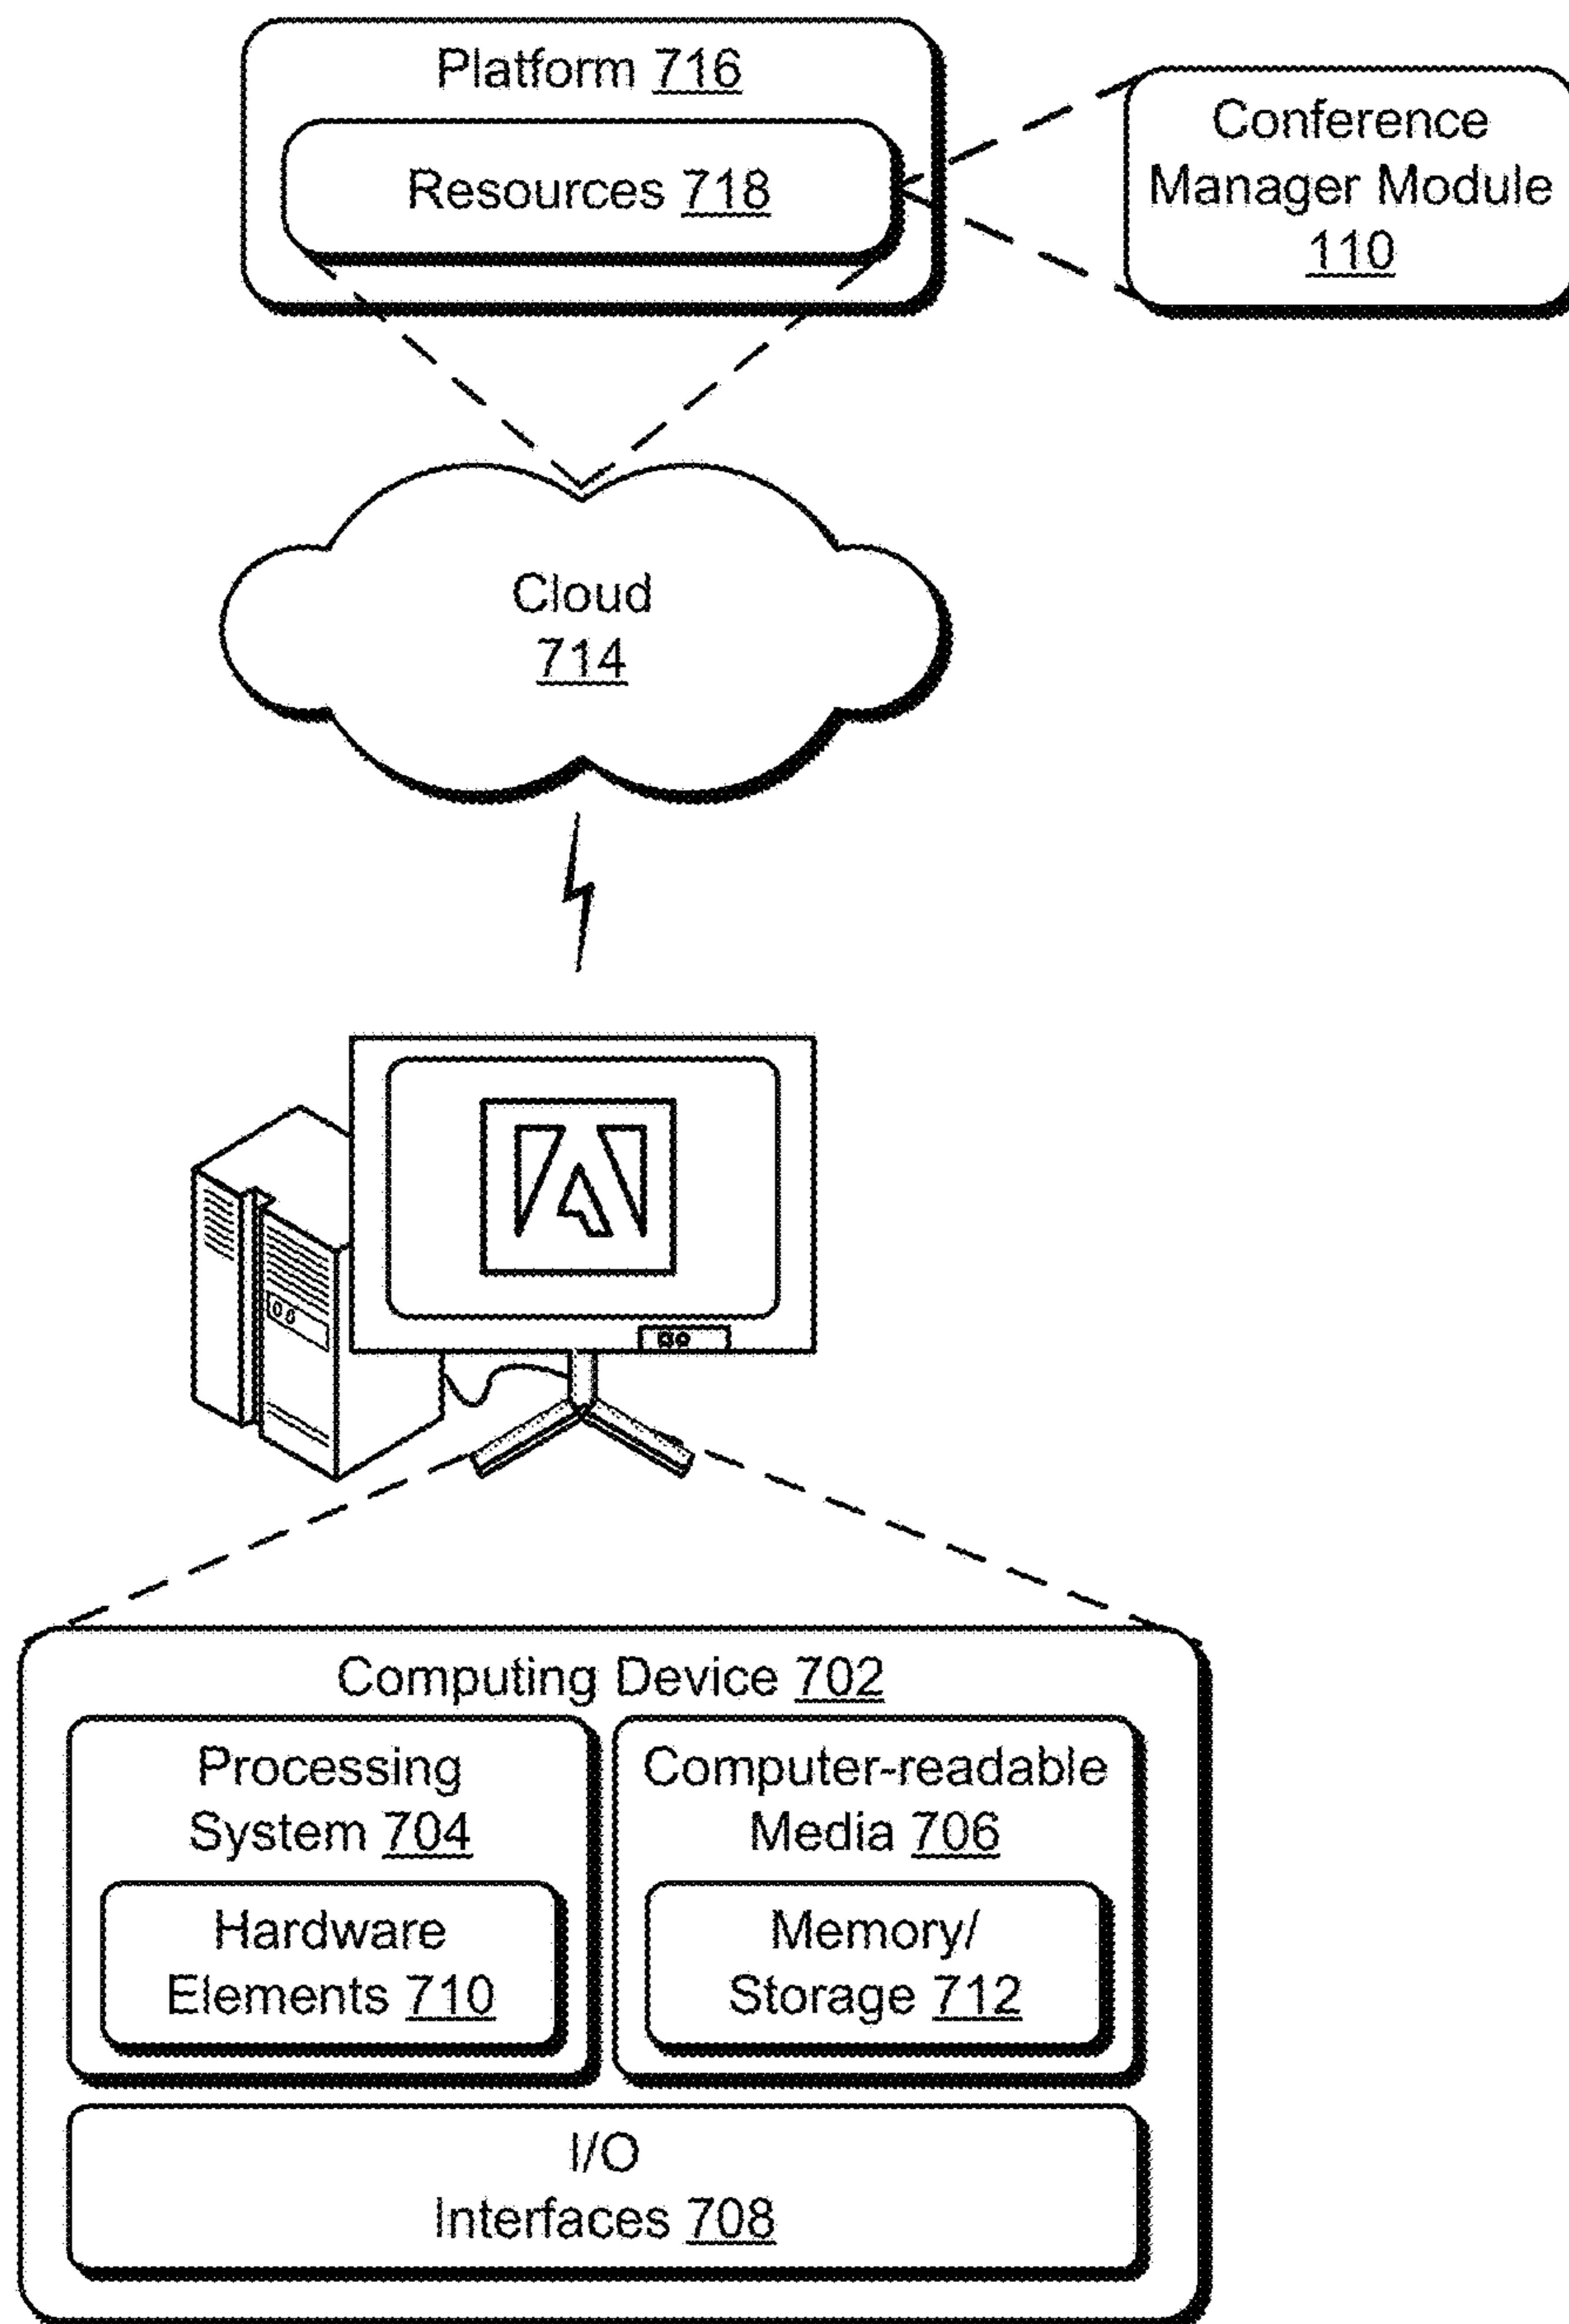 Platform 716
Resources 718
Conference
Manager Module
110
Cloud
714
Computing Device 702
Processing
System 704
Hardware
Elements 710
Computer-readable
Media 706
Memory/
Storage 712
I/O
Interfaces 708